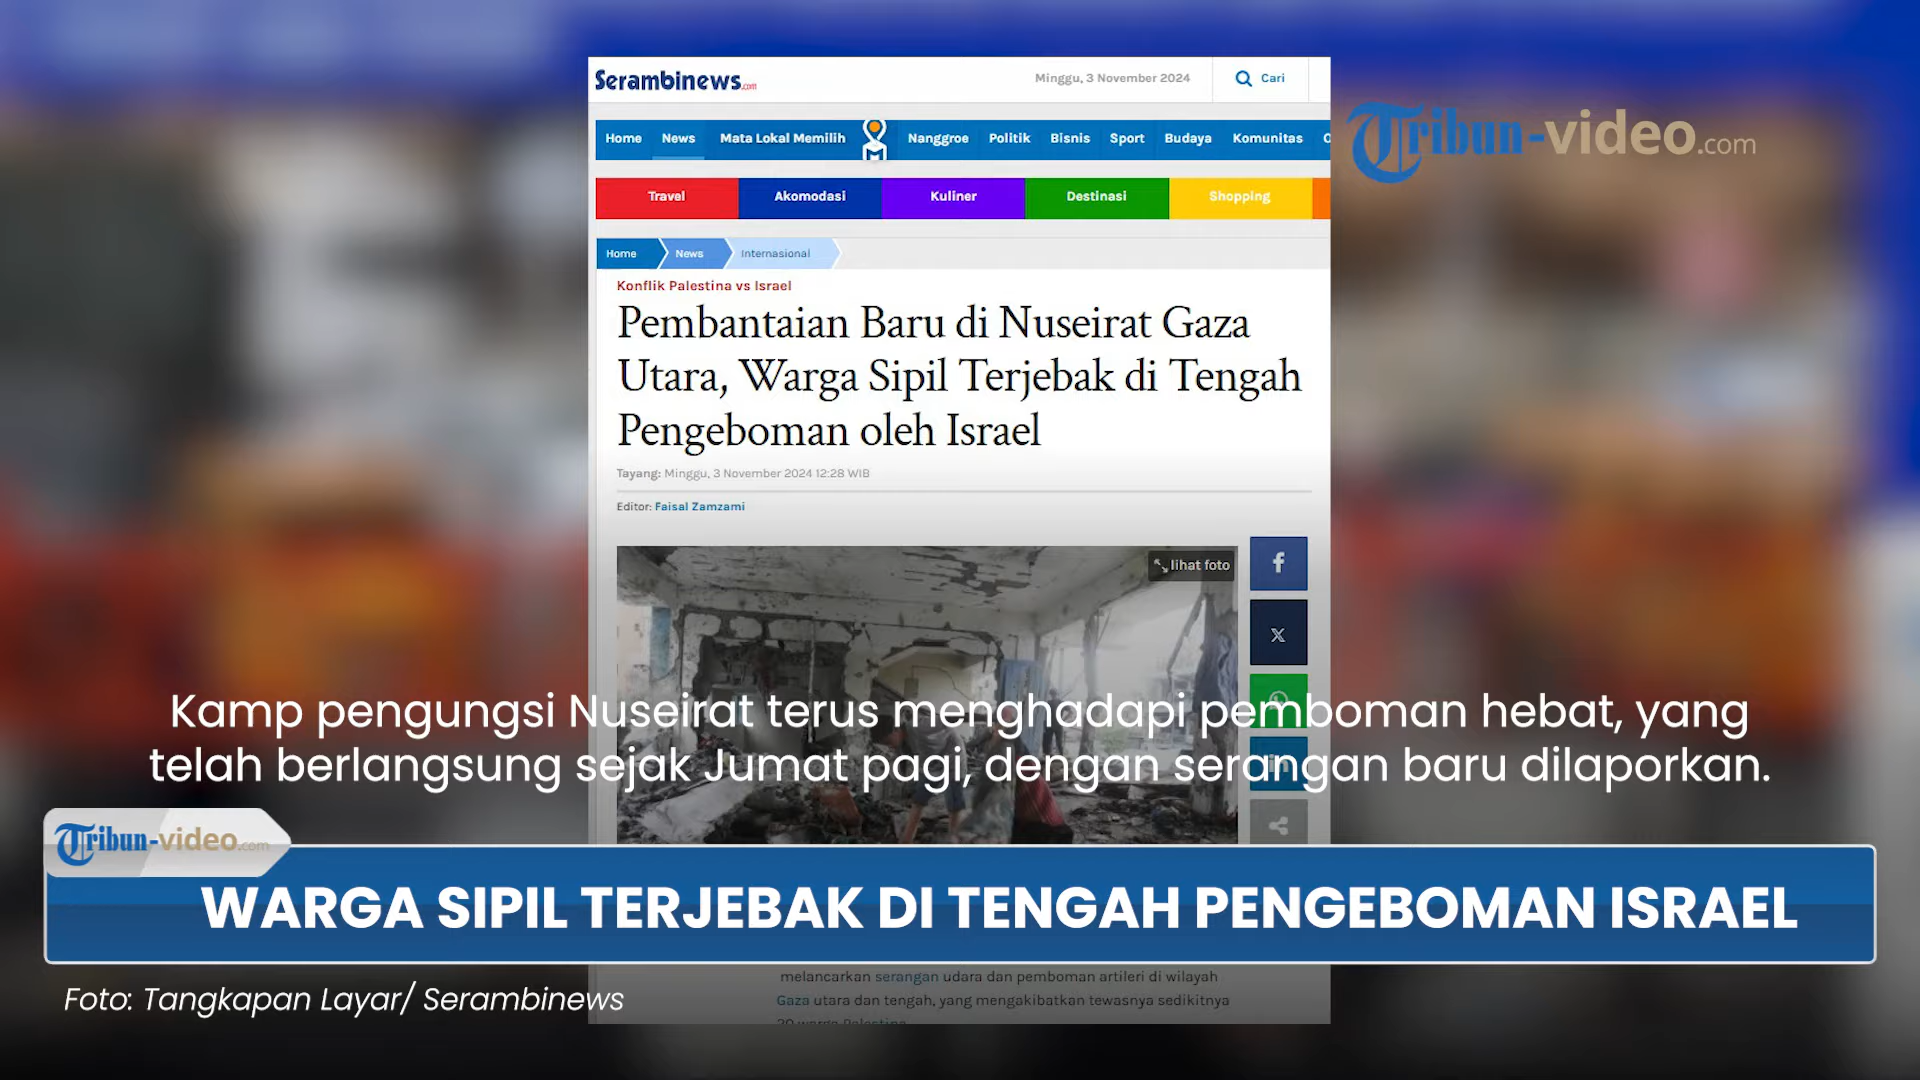 Serambinews.com
Minggu, 3 November 2024
Cari
Tribun-video.com
Home News Mata Lokal Memilih Nanggroe Politik Bisnis Sport Budaya Komunitas
Travel Akomodasi Kuliner Destinasi Shopping
Home News Internasional
Konflik Palestina vs Israel
Pembantaian Baru di Nuseirat Gaza
Utara, Warga Sipil Terjebak di Tengah
Pengeboman oleh Israel
Tayang: Minggu, 3 November 2024 12:28 WIB
Editor: Faisal Zamzami
lihat foto
Kamp pengungsi Nuseirat terus menghadapi pemboman hebat, yang
telah berlangsung sejak Jumat pagi, dengan serangan baru dilaporkan.
Tribun-video.com
WARGA SIPIL TERJEBAK DI TENGAH PENGEBOMAN ISRAEL
melancarkan serangan udara dan pemboman artileri di wilayah
Gaza utara dan tengah, yang mengakibatkan tewasnya sedikitnya
Foto: Tangkapan Layar/ Serambinews